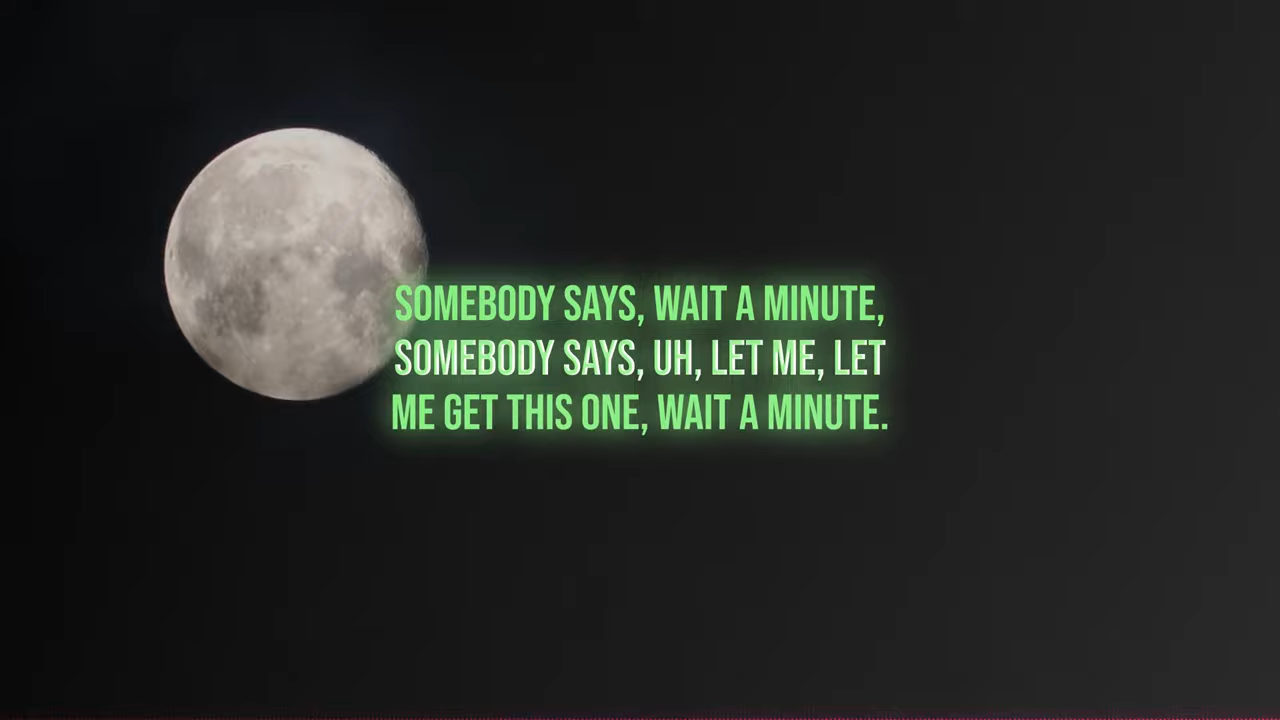 SOMEBODY SAYS, WAIT A MINUTE,
SOMEBODY SAYS, UH, LET ME, LET
ME GET THIS ONE, WAIT A MINUTE.